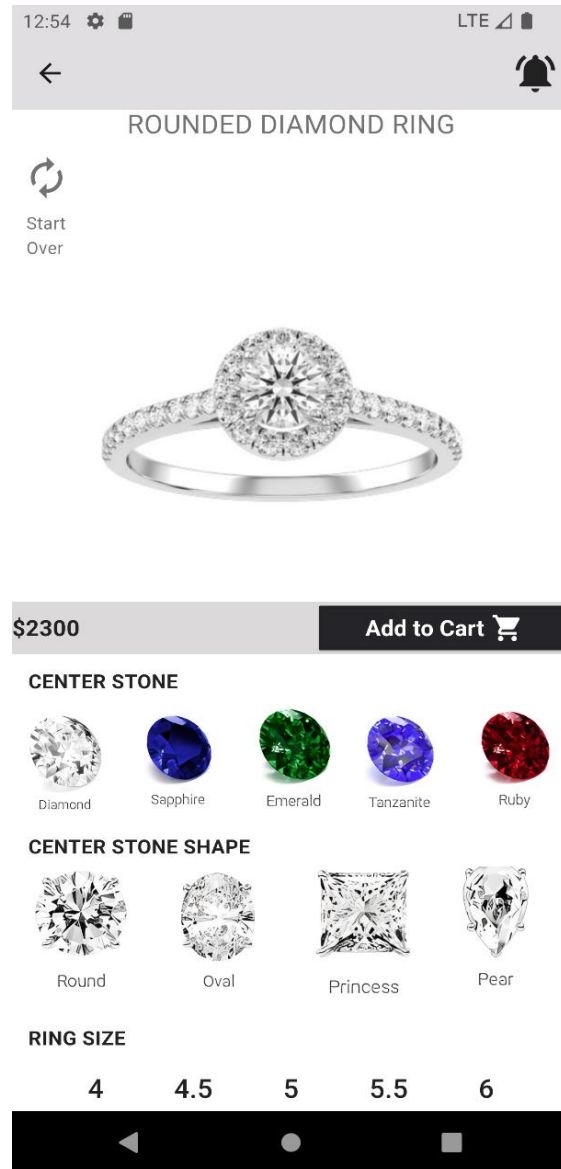 12:54 LTE
ROUNDED DIAMOND RING
Start
Over
$2300 Add to Cart
CENTER STONE
Diamond Sapphire Emerald Tanzanite Ruby
CENTER STONE SHAPE
Round Oval Princess Pear
RING SIZE
4 4.5 5 5.5 6